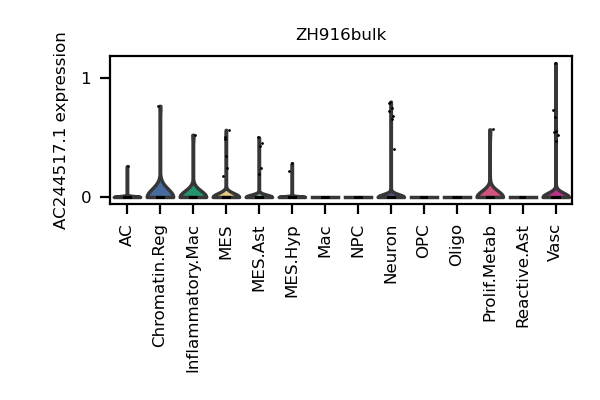 ZH916bulk
AC244517.1 expression
1
0
AC
Chromatin.Reg
Inflammatory.Mac
MES
MES.Ast
MES.Hyp
Mac
NPC
Neuron
OPC
Oligo
Prolif.Metab
Reactive.Ast
Vasc